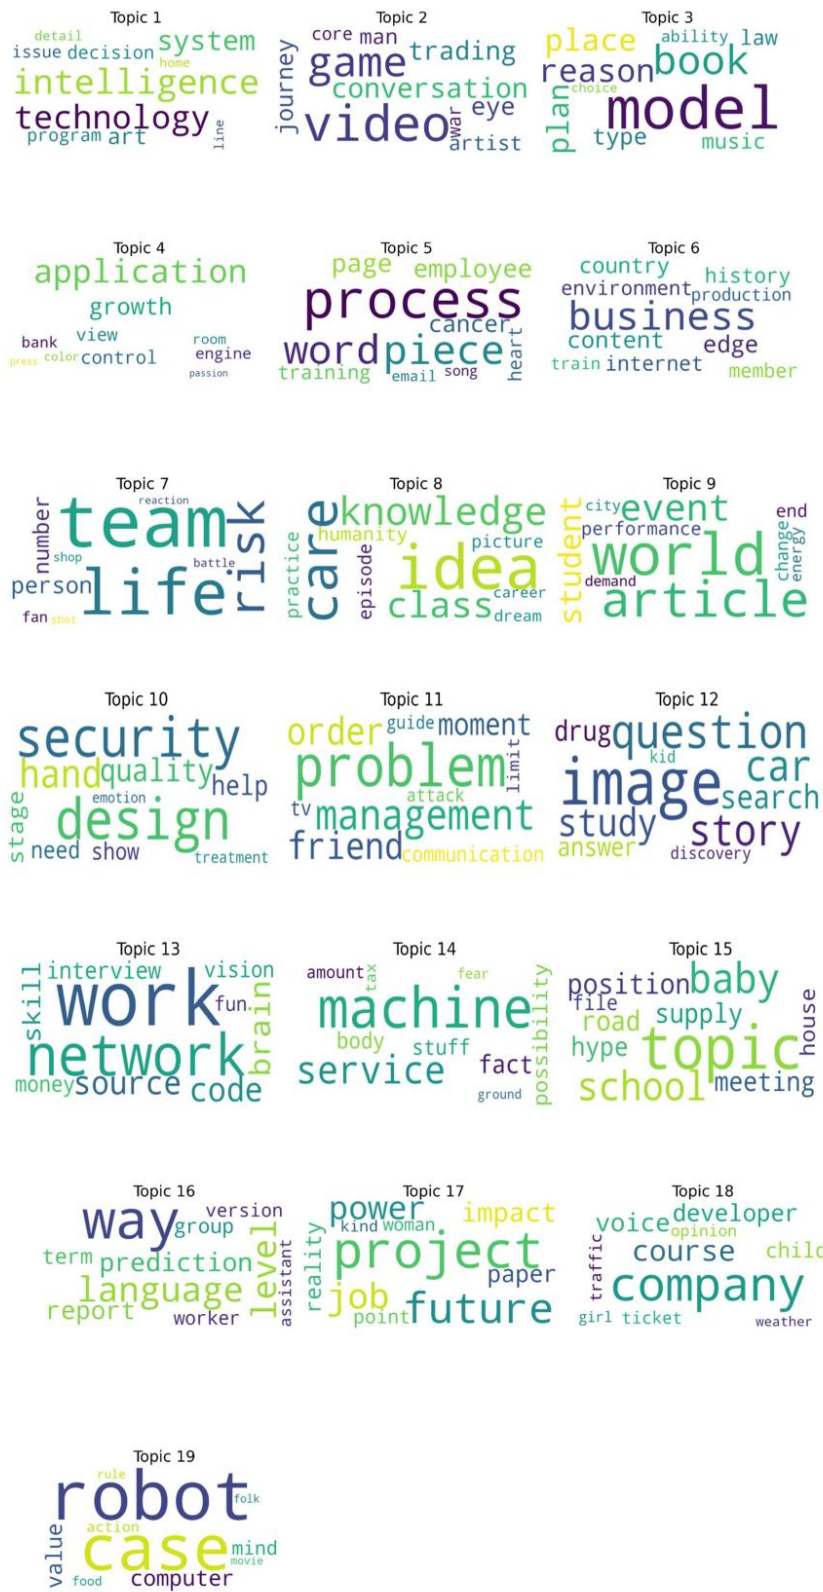 Topic 1
detail
system
issue decision
home
intelligence
technology
program art
line
Topic 2
core man
trading
game
journey
conversation
video
war
eye
artist
Topic 3
ability law
place
book
reason
choice
model
plan
type
music
Topic 4
application
growth
view
bank
room
press color control
engine
passion
Topic 5
page employee
process
cancer
word piece
heart
training
email song
Topic 6
country
history
environment production
business
content
edge
train internet
member
Topic 7
reaction
number
team
risk
shop
battle
person
life
fan shot
Topic 8
knowledge
humanity
care
picture
practice
episode
idea
class
career
dream
Topic 9
city event
end
student
performance
world
change
energy
demand
article
Topic 10
security
hand quality
help
emotion
stage
design
need show
treatment
Topic 11
order guide moment
problem
limit
attack
tv management
friend communication
Topic 12
drug question
kid
image car
search
study story
answer
discovery
Topic 13
skill
interview
vision
work
fun
brain
network
money source code
Topic 14
amount
tax
fear
machine
possibility
body
stuff
service
fact
ground
Topic 15
position baby
file
house
road supply
hype topic
school meeting
Topic 16
way
version
group
level
term prediction
assistant
language
report
worker
Topic 17
power impact
kind woman
reality
project
paper
job
point future
Topic 18
developer
voice opinion
course child
traffic
company
girl ticket
weather
Topic 19
rule
robot
folk
action
value
case mind
movie
food computer